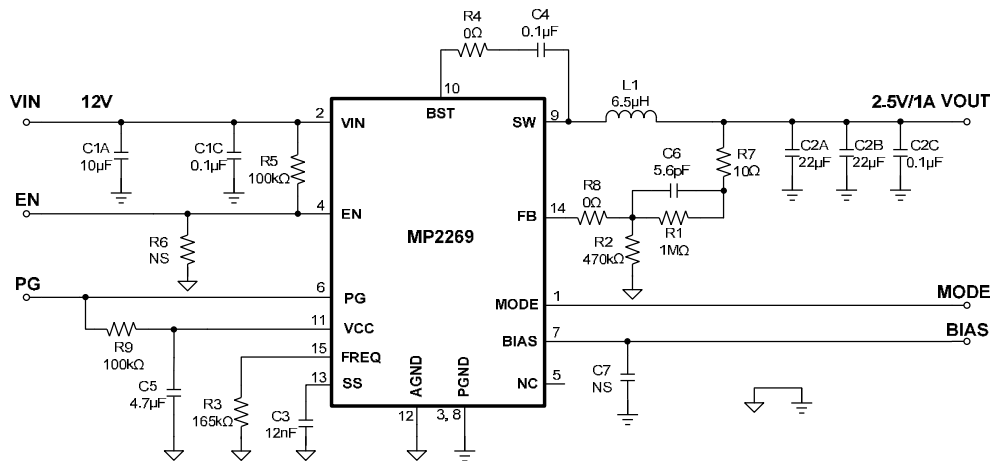 R4
0Ω
C4
0.1µF
10
VIN
12V
2
VIN
BST
SW
9
L1
6.5µH
2.5V/1A VOUT
C1A
10µF
C1C
0.1µF
R5
100kΩ
C6
5.6pF
R7
10Ω
C2A
22µF
C2B
22µF
C2C
0.1µF
EN
4
EN
MP2269
FB
14
R8
0Ω
R1
1MΩ
R6
NS
R2
470kΩ
PG
6
PG
MODE
1
MODE
11
VCC
BIAS
7
BIAS
R9
100kΩ
15
FREQ
C5
4.7µF
R3
165kΩ
13
SS
C3
12nF
AGND
PGND
NC
5
C7
NS
12
3, 8